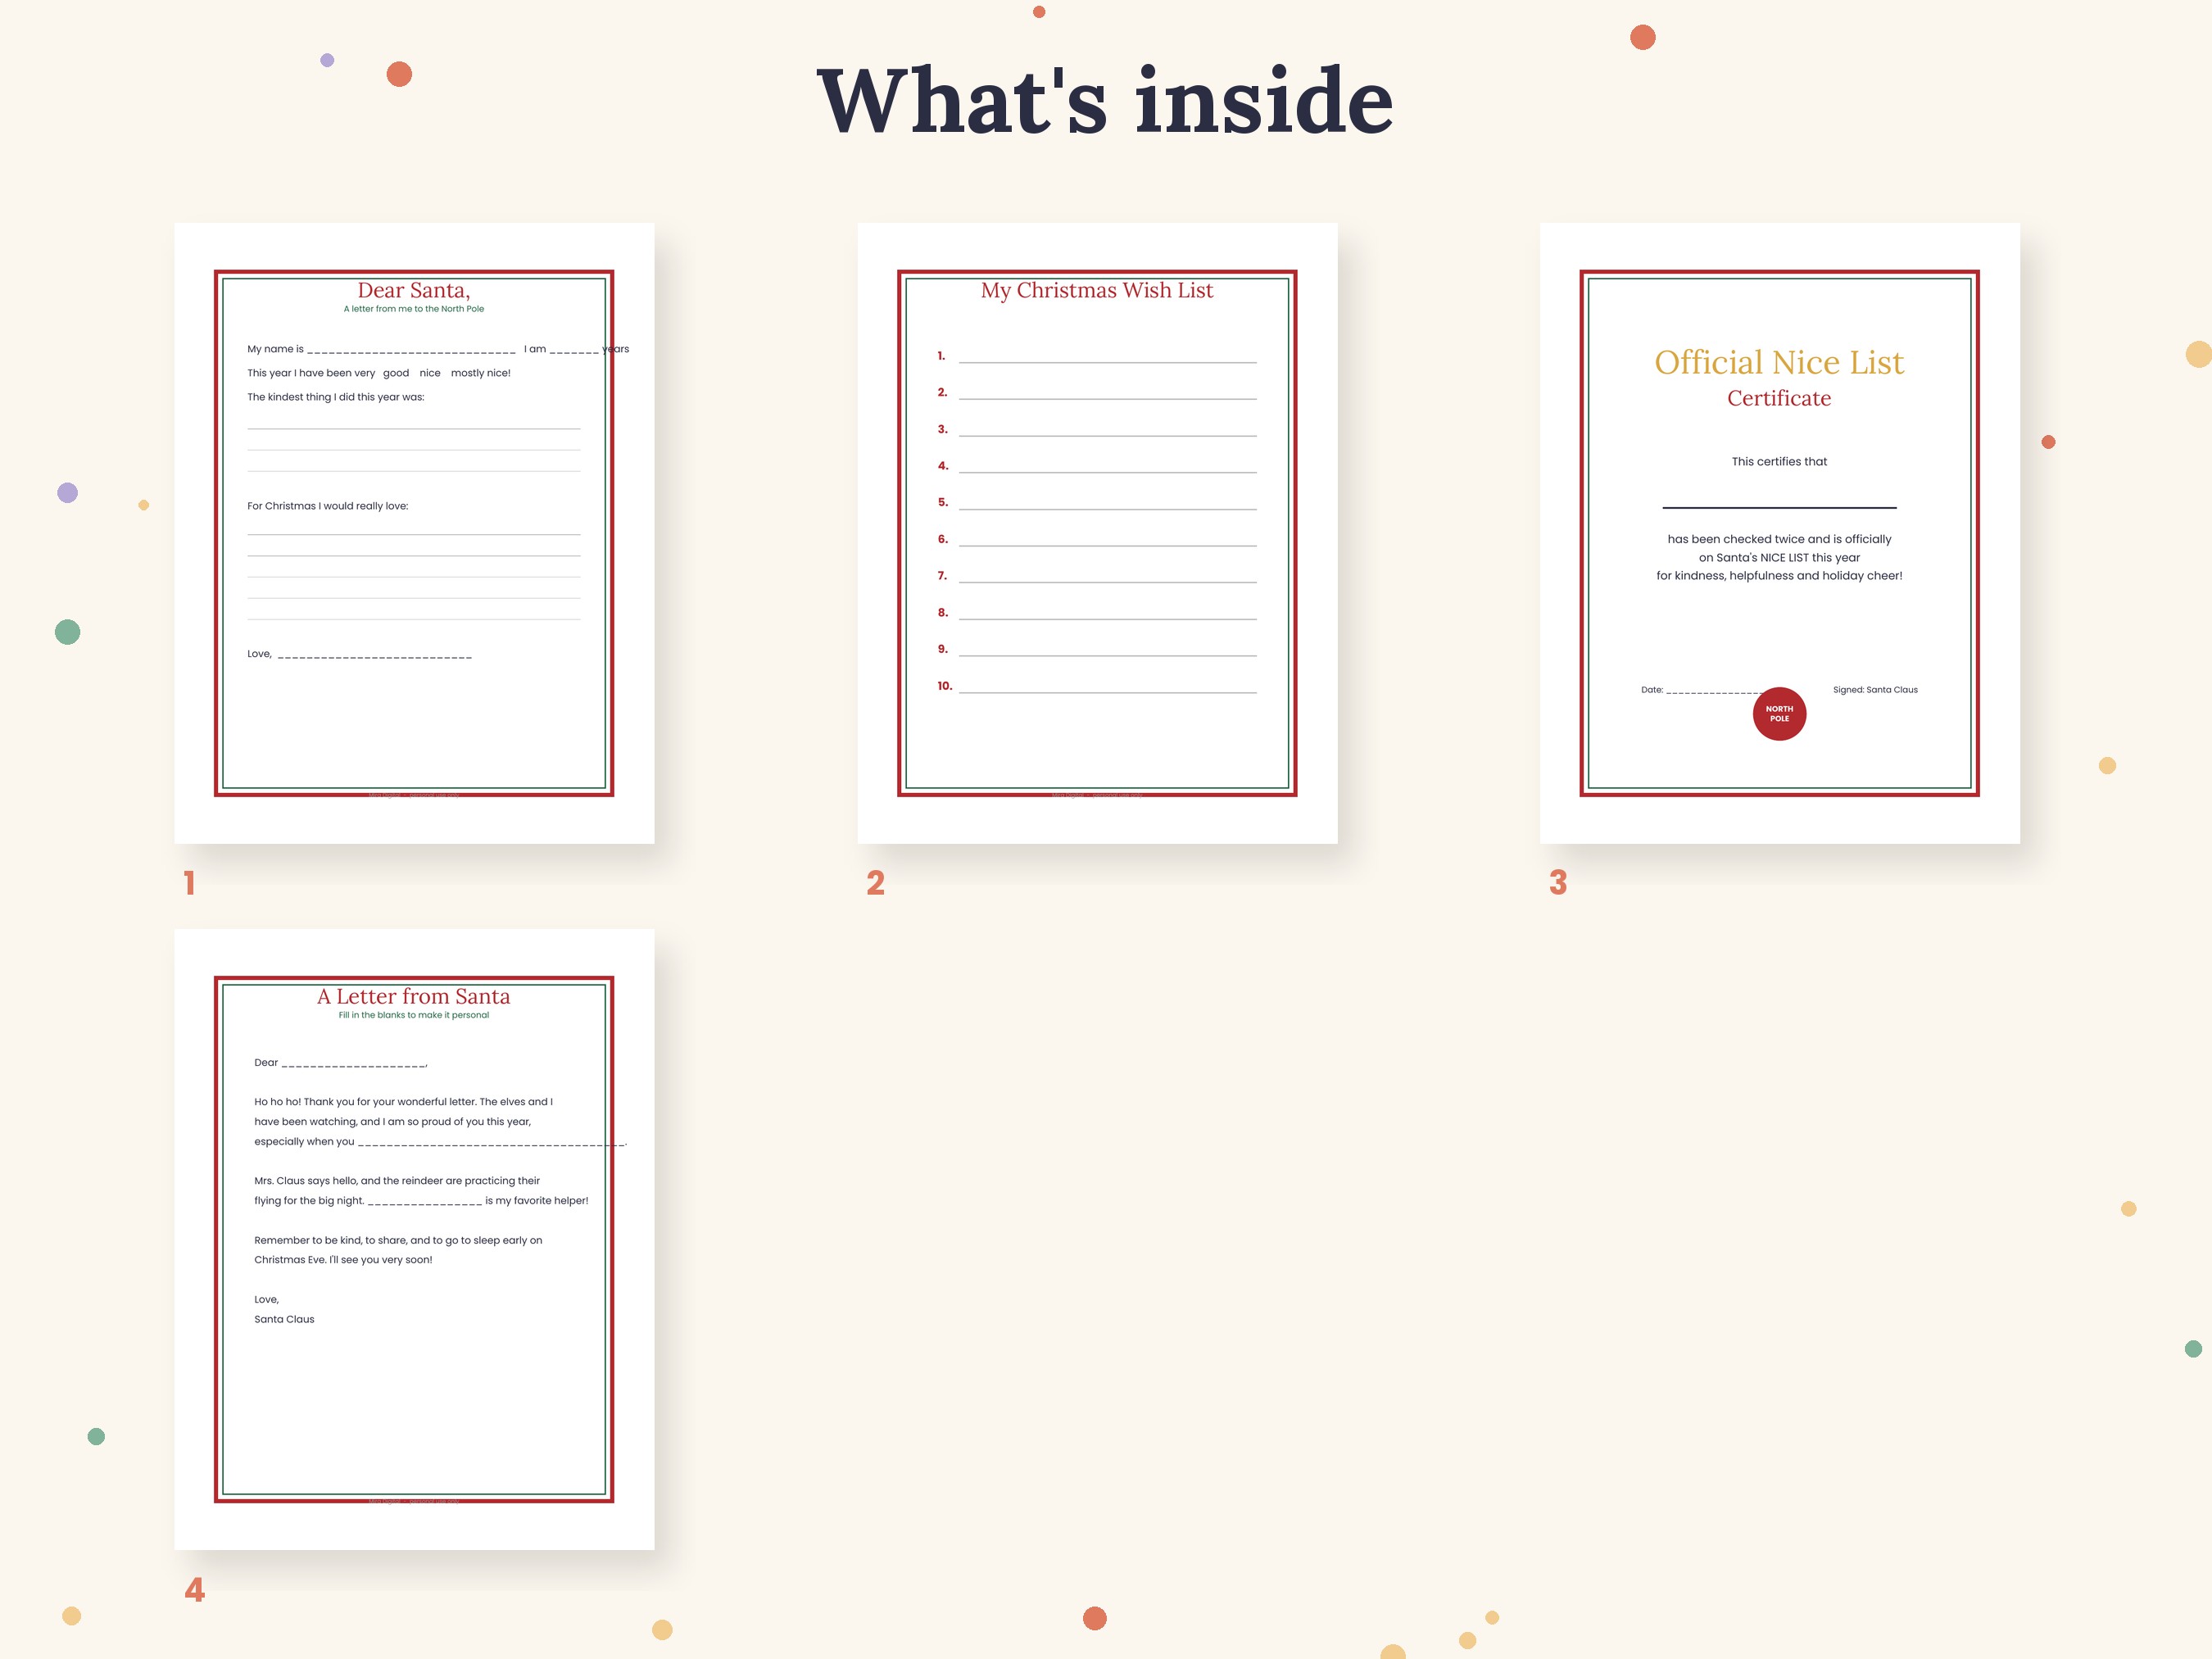 What's inside
Dear Santa,
A letter from me to the North Pole
My name is _____________________________ I am _______ years
This year I have been very good nice mostly nice!
The kindest thing I did this year was:
For Christmas I would really love:
Love, ___________________________
1
My Christmas Wish List
1.
2.
3.
4.
5.
6.
7.
8.
9.
10.
2
Official Nice List
Certificate
This certifies that
has been checked twice and is officially
on Santa's NICE LIST this year
for kindness, helpfulness and holiday cheer!
Date: ________________
Signed: Santa Claus
NORTH
POLE
3
A Letter from Santa
Fill in the blanks to make it personal
Dear ____________________,
Ho ho ho! Thank you for your wonderful letter. The elves and I
have been watching, and I am so proud of you this year,
especially when you _____________________________________.
Mrs. Claus says hello, and the reindeer are practicing their
flying for the big night. ________________ is my favorite helper!
Remember to be kind, to share, and to go to sleep early on
Christmas Eve. I'll see you very soon!
Love,
Santa Claus
4